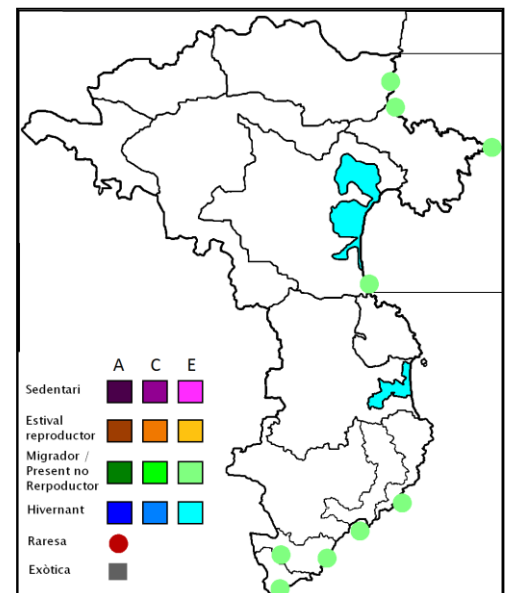 A C E
Sedentari
Estival
reproductor
Migrador /
Present no
Rerpoductor
Hivernant
Raresa
Exòtica